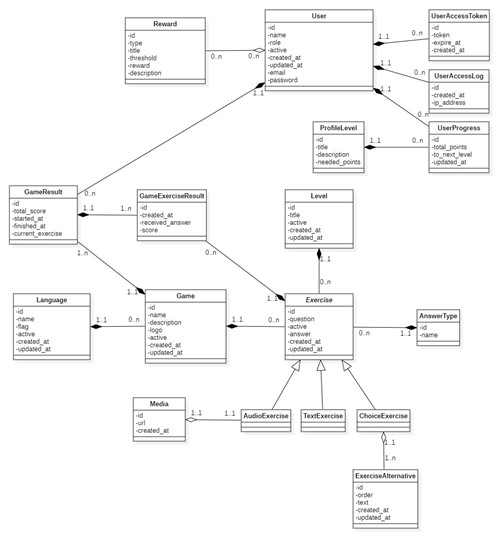 Reward
-id
-type
-title
-threshold
-reward
-description
0..n
0..n
User
-id
-name
-role
-active
-created_at
-updated_at
-email
-password
1..1
0..n
1..1
0..n
1..1
0..n
1..1
UserAccessToken
-id
-token
-expire_at
-created_at
UserAccessLog
-id
-created_at
-ip_address
ProfileLevel
-id
-title
-description
-needed_points
1..1
0..n
UserProgress
-id
-total_points
-to_next_level
-updated_at
GameResult
-id
-total_score
-started_at
-finished_at
-current_exercise
0..n
1..1
1..n
1..n
GameExerciseResult
-id
-created_at
-received_answer
-score
0..n
Level
-id
-title
-active
-created_at
-updated_at
1..1
0..n
Language
-id
-name
-flag
-active
-created_at
-updated_at
1..1
0..n
1..1
Game
-id
-name
-description
-logo
-active
-created_at
-updated_at
1..1
0..n
1..1
Exercise
-id
-question
-active
-answer
-created_at
-updated_at
0..n
1..1
AnswerType
-id
-name
Media
-id
-url
-created_at
1..1
1..1
AudioExercise
TextExercise
ChoiceExercise
1..1
1..n
ExerciseAlternative
-id
-order
-text
-created_at
-updated_at